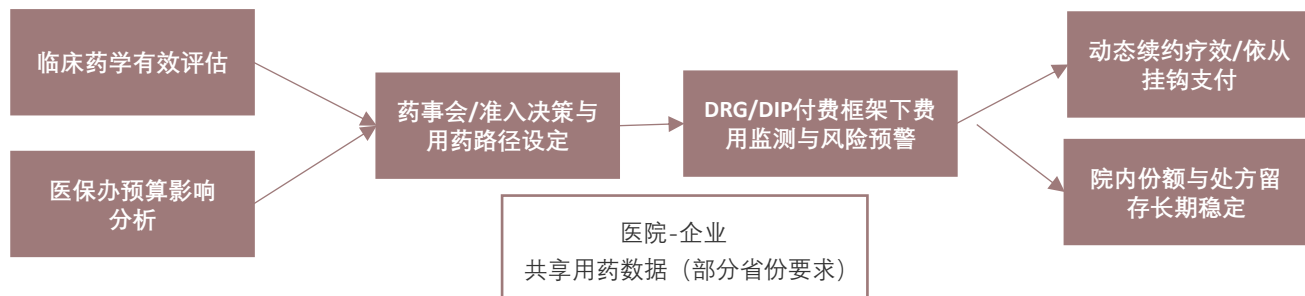 临床药学有效评估
医保办预算影响
分析
药事会/准入决策与
用药路径设定
DRG/DIP付费框架下费
用监测与风险预警
动态续约疗效/依从
挂钩支付
院内份额与处方留
存长期稳定
医院-企业
共享用药数据（部分省份要求）